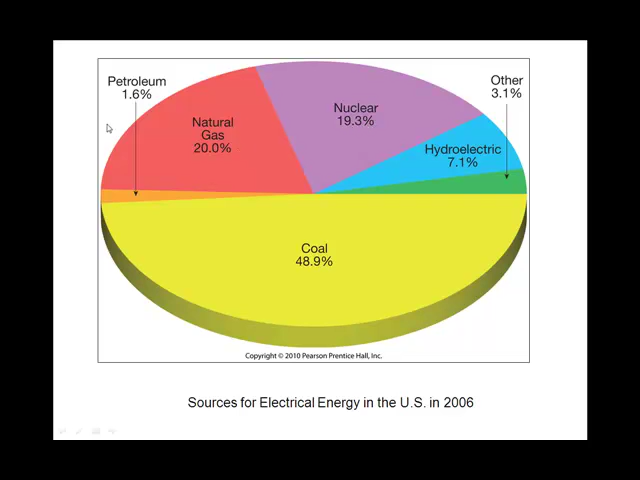 Petroleum
1.6%
Natural
Gas
20.0%
Nuclear
19.3%
Other
3.1%
Hydroelectric
7.1%
Coal
48.9%
Copyright © 2010 Pearson Prentice Hall, Inc.
Sources for Electrical Energy in the U.S. in 2006